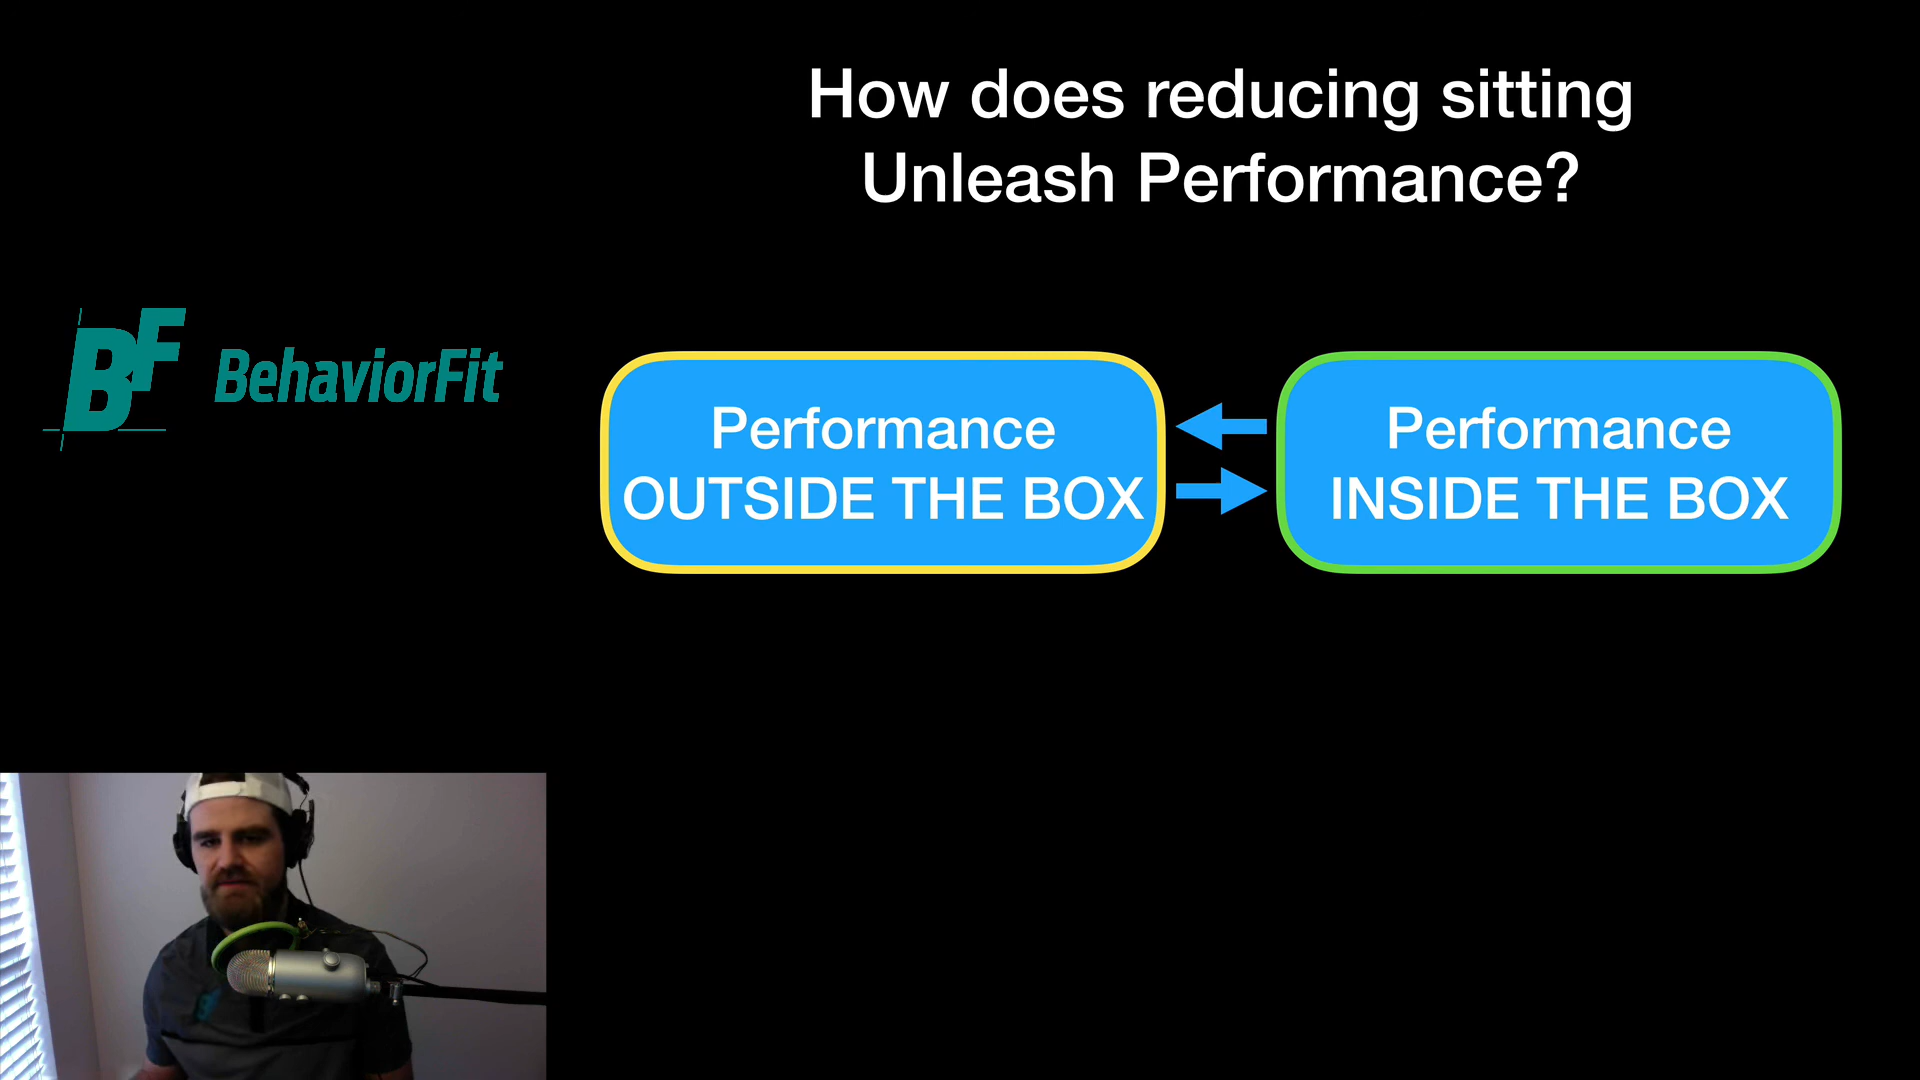 How does reducing sitting
Unleash Performance?
BF BehaviorFit
Performance
OUTSIDE THE BOX
Performance
INSIDE THE BOX